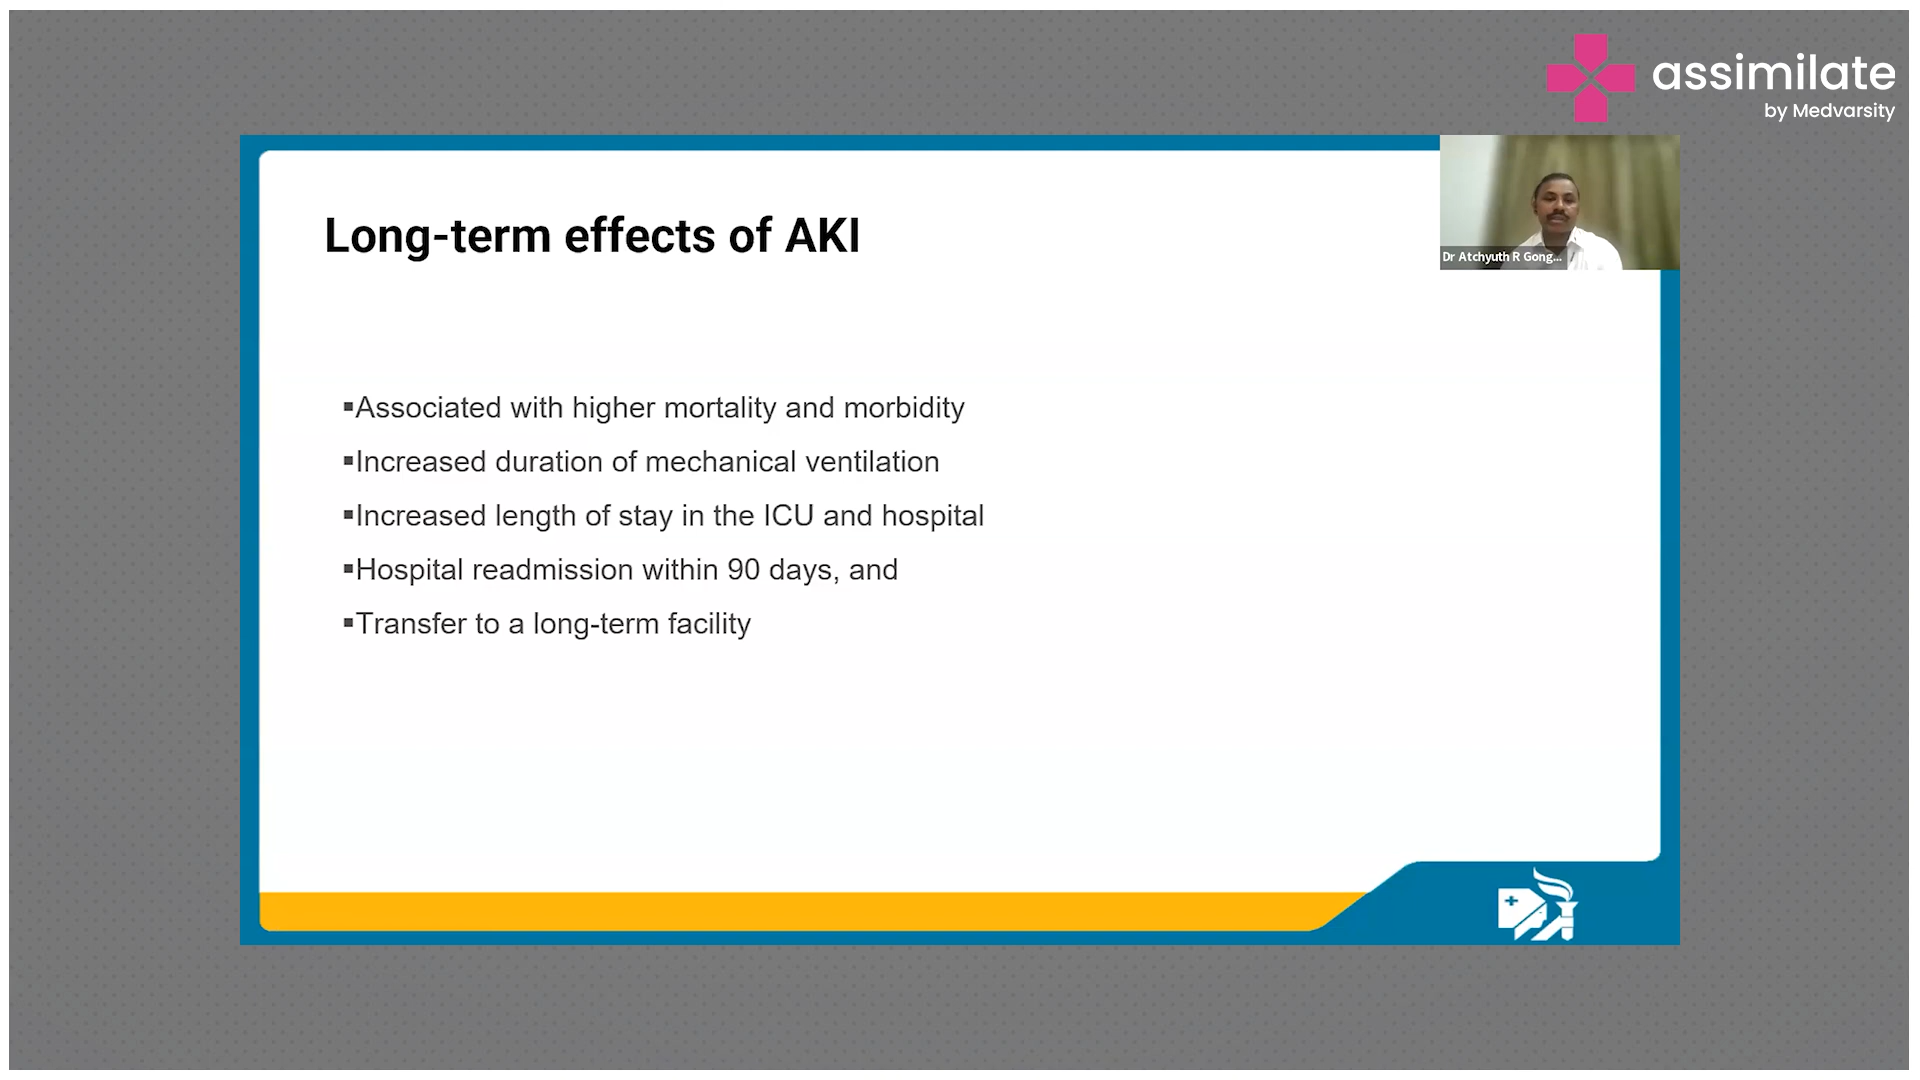 assimilate
by Medvarsity
Long-term effects of AKI
Dr Atchyuth R Gong...
▪Associated with higher mortality and morbidity
▪Increased duration of mechanical ventilation
▪Increased length of stay in the ICU and hospital
▪Hospital readmission within 90 days, and
▪Transfer to a long-term facility